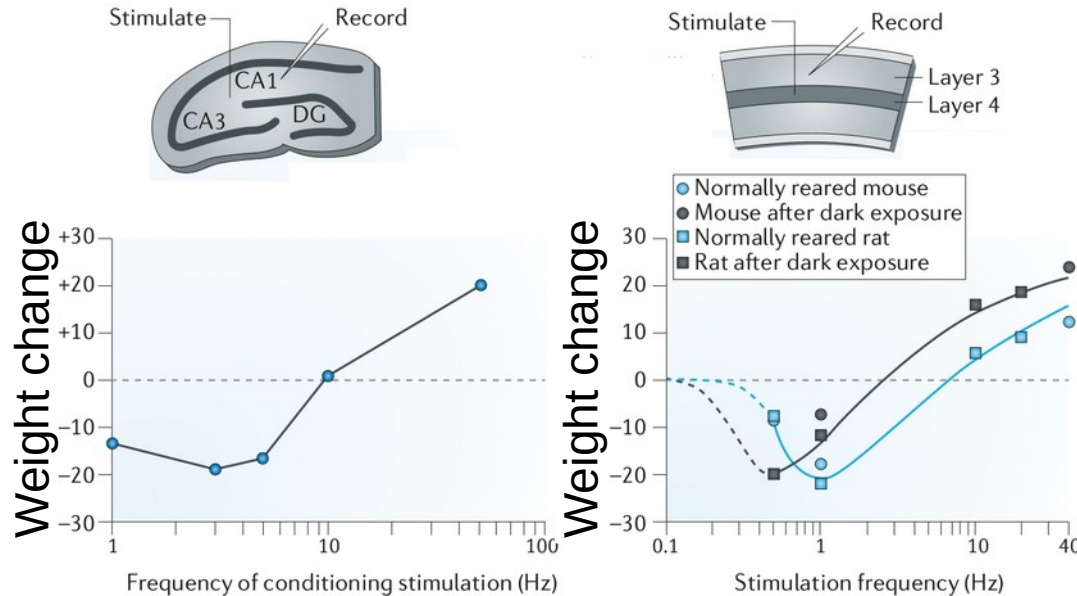 Stimulate
Record
CA1
CA3
DG
Weight change
+30
+20
+10
0
–10
–20
–30
1
10
100
Frequency of conditioning stimulation (Hz)
Stimulate
Record
Layer 3
Layer 4
Normally reared mouse
Mouse after dark exposure
Normally reared rat
Rat after dark exposure
Weight change
30
20
10
0
–10
–20
–30
0.1
1
10
40
Stimulation frequency (Hz)